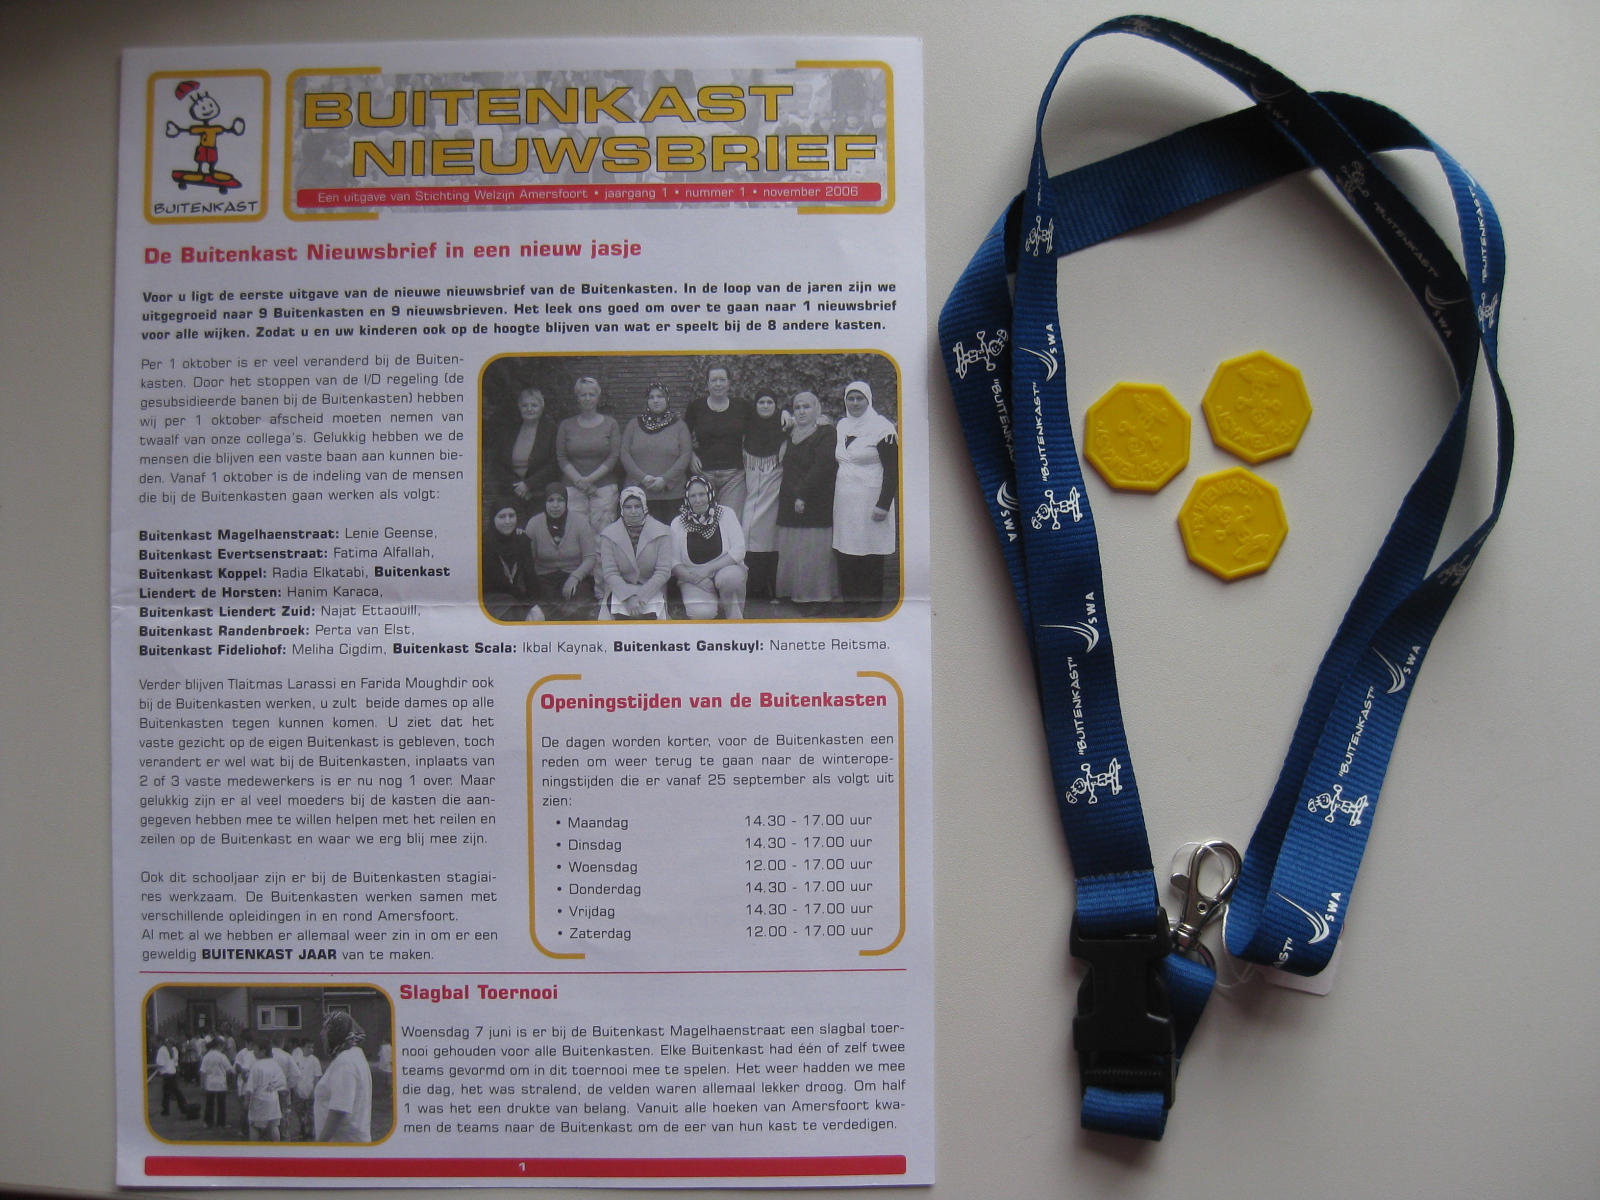 BUITENKAST
BUITENKAST
NIEUWSBRIEF
Een uitgave van Stichting Welzijn Amersfoort • jaargang 1 • nummer 1 • november 2006
De Buitenkast Nieuwsbrief in een nieuw jasje
Voor u ligt de eerste uitgave van de nieuwe nieuwsbrief van de Buitenkasten. In de loop van de jaren zijn we
uitgegroeid naar 9 Buitenkasten en 9 nieuwsbrieven. Het leek ons goed om over te gaan naar 1 nieuwsbrief
voor alle wijken. Zodat u en uw kinderen ook op de hoogte blijven van wat er speelt bij de 8 andere kasten.
Per 1 oktober is er veel veranderd bij de Buiten-
kasten. Door het stoppen van de I/D regeling (de
gesubsidieerde banen bij de Buitenkasten) hebben
wij per 1 oktober afscheid moeten nemen van
twaalf van onze collega's. Gelukkig hebben we de
mensen die blijven een vaste baan aan kunnen bie-
den. Vanaf 1 oktober is de indeling van de mensen
die bij de Buitenkasten gaan werken als volgt:
Buitenkast Magelhaenstraat: Lenie Geense,
Buitenkast Evertsenstraat: Fatima Alfallah,
Buitenkast Koppel: Radia Elkatabi, Buitenkast
Liendert de Horsten: Hanim Karaca,
Buitenkast Liendert Zuid: Najat Ettaouill,
Buitenkast Randenbroek: Perta van Elst,
Buitenkast Fideliohof: Meliha Cigdim, Buitenkast Scala: Ikbal Kaynak, Buitenkast Ganskuyl: Nanette Reitsma.
Verder blijven Tlaitmas Larassi en Farida Moughdir ook
bij de Buitenkasten werken, u zult beide dames op alle
Buitenkasten tegen kunnen komen. U ziet dat het
vaste gezicht op de eigen Buitenkast is gebleven, toch
verandert er wel wat bij de Buitenkasten, inplaats van
2 of 3 vaste medewerkers is er nu nog 1 over. Maar
gelukkig zijn er al veel moeders bij de kasten die aan-
gegeven hebben mee te willen helpen met het reilen en
zeilen op de Buitenkast en waar we erg blij mee zijn.
Ook dit schooljaar zijn er bij de Buitenkasten stagiai-
res werkzaam. De Buitenkasten werken samen met
verschillende opleidingen in en rond Amersfoort.
Al met al we hebben er allemaal weer zin in om er een
geweldig BUITENKAST JAAR van te maken.
Openingstijden van de Buitenkasten
De dagen worden korter, voor de Buitenkasten een
reden om weer terug te gaan naar de winterope-
ningstijden die er vanaf 25 september als volgt uit
zien:
• Maandag 14.30 - 17.00 uur
• Dinsdag 14.30 - 17.00 uur
• Woensdag 12.00 - 17.00 uur
• Donderdag 14.30 - 17.00 uur
• Vrijdag 14.30 - 17.00 uur
• Zaterdag 12.00 - 17.00 uur
Slagbal Toernooi
Woensdag 7 juni is er bij de Buitenkast Magelhaenstraat een slagbal toer-
nooi gehouden voor alle Buitenkasten. Elke Buitenkast had één of zelf twee
teams gevormd om in dit toernooi mee te spelen. Het weer hadden we mee
die dag, het was stralend, de velden waren allemaal lekker droog. Om half
1 was het een drukte van belang. Vanuit alle hoeken van Amersfoort kwa-
men de teams naar de Buitenkast om de eer van hun kast te verdedigen.
1
SWA
"BUITENKAST"
SWA
"BUITENKAST"
SWA
"BUITENKAST"
SWA
"BUITENKAST"
SWA
"BUITENKAST"
SWA
"BUITENKAST"
SWA
"BUITENKAST"
SWA
AST"
"BUITENKAST"
"BUITENKAST"
"BUITENKAST"